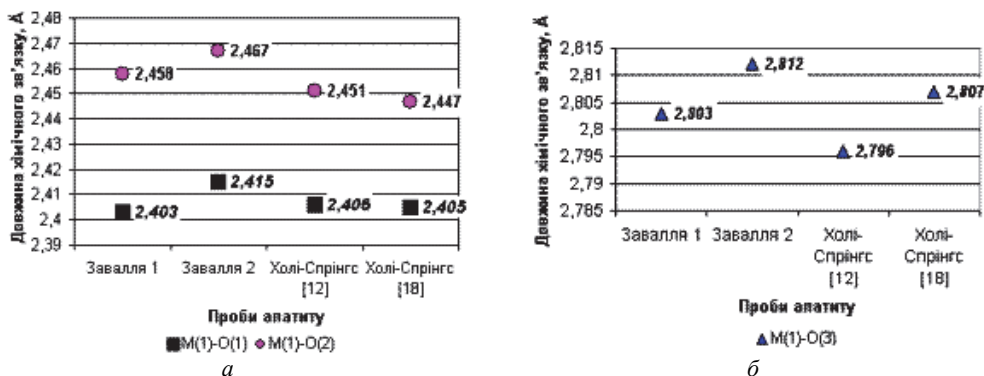 Довжина хімічного зв'язку, Å
2,48
2,47
2,46
2,45
2,44
2,43
2,42
2,41
2,4
2,39
2,458
2,467
2,451
2,447
2,403
2,415
2,406
2,405
Завалля 1
Завалля 2
Холі-Спрінгс
[12]
Холі-Спрінгс
[18]
Проби апатиту
M(1)-O(1)
M(1)-O(2)
а
Довжина хімічного зв'язку, Å
2,815
2,81
2,805
2,8
2,795
2,79
2,785
2,803
2,812
2,796
2,807
Завалля 1
Завалля 2
Холі-
Спрінгс
[12]
Холі-
Спрінгс
[18]
Проби апатиту
M(1)-O(3)
б